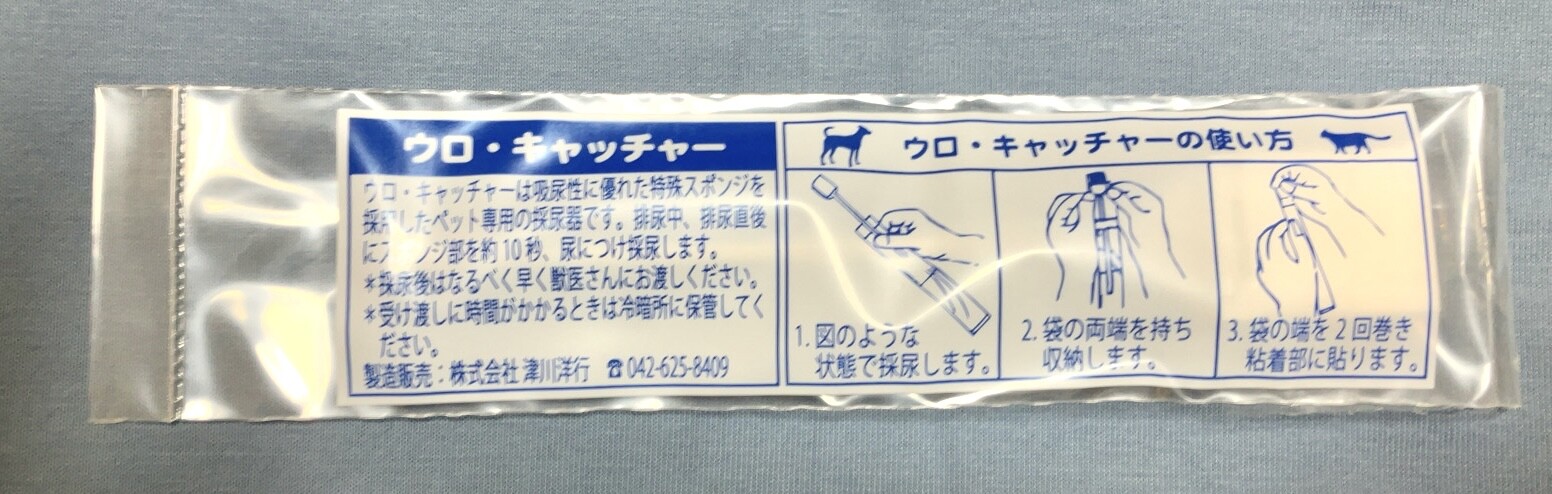 ウロ・キャッチャー
ウロ・キャッチャーは吸尿性に優れた特殊スポンジを
採用したペット専用の採尿器です。排尿中、排尿直後
にスポンジ部を約10秒、尿につけ採尿します。
＊採尿後はなるべく早く獣医さんにお渡しください。
＊受け渡しに時間がかかるときは冷暗所に保管してく
ださい。
製造販売：株式会社 津川洋行 ☎042-625-8409
ウロ・キャッチャーの使い方
1. 図のような
状態で採尿します。
2. 袋の両端を持ち
収納します。
3. 袋の端を2回巻き
粘着部に貼ります。